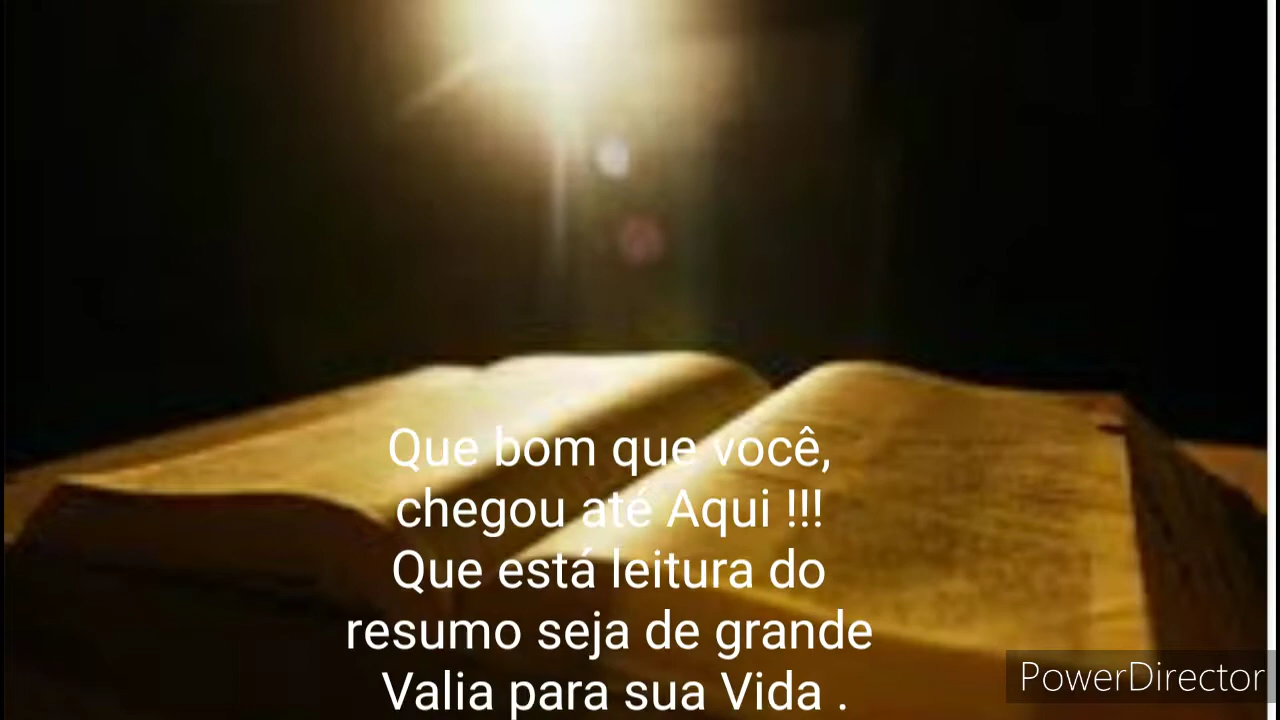 Que bom que você,
chegou até Aqui !!!
Que está leitura do
resumo seja de grande
Valia para sua Vida .
PowerDirector